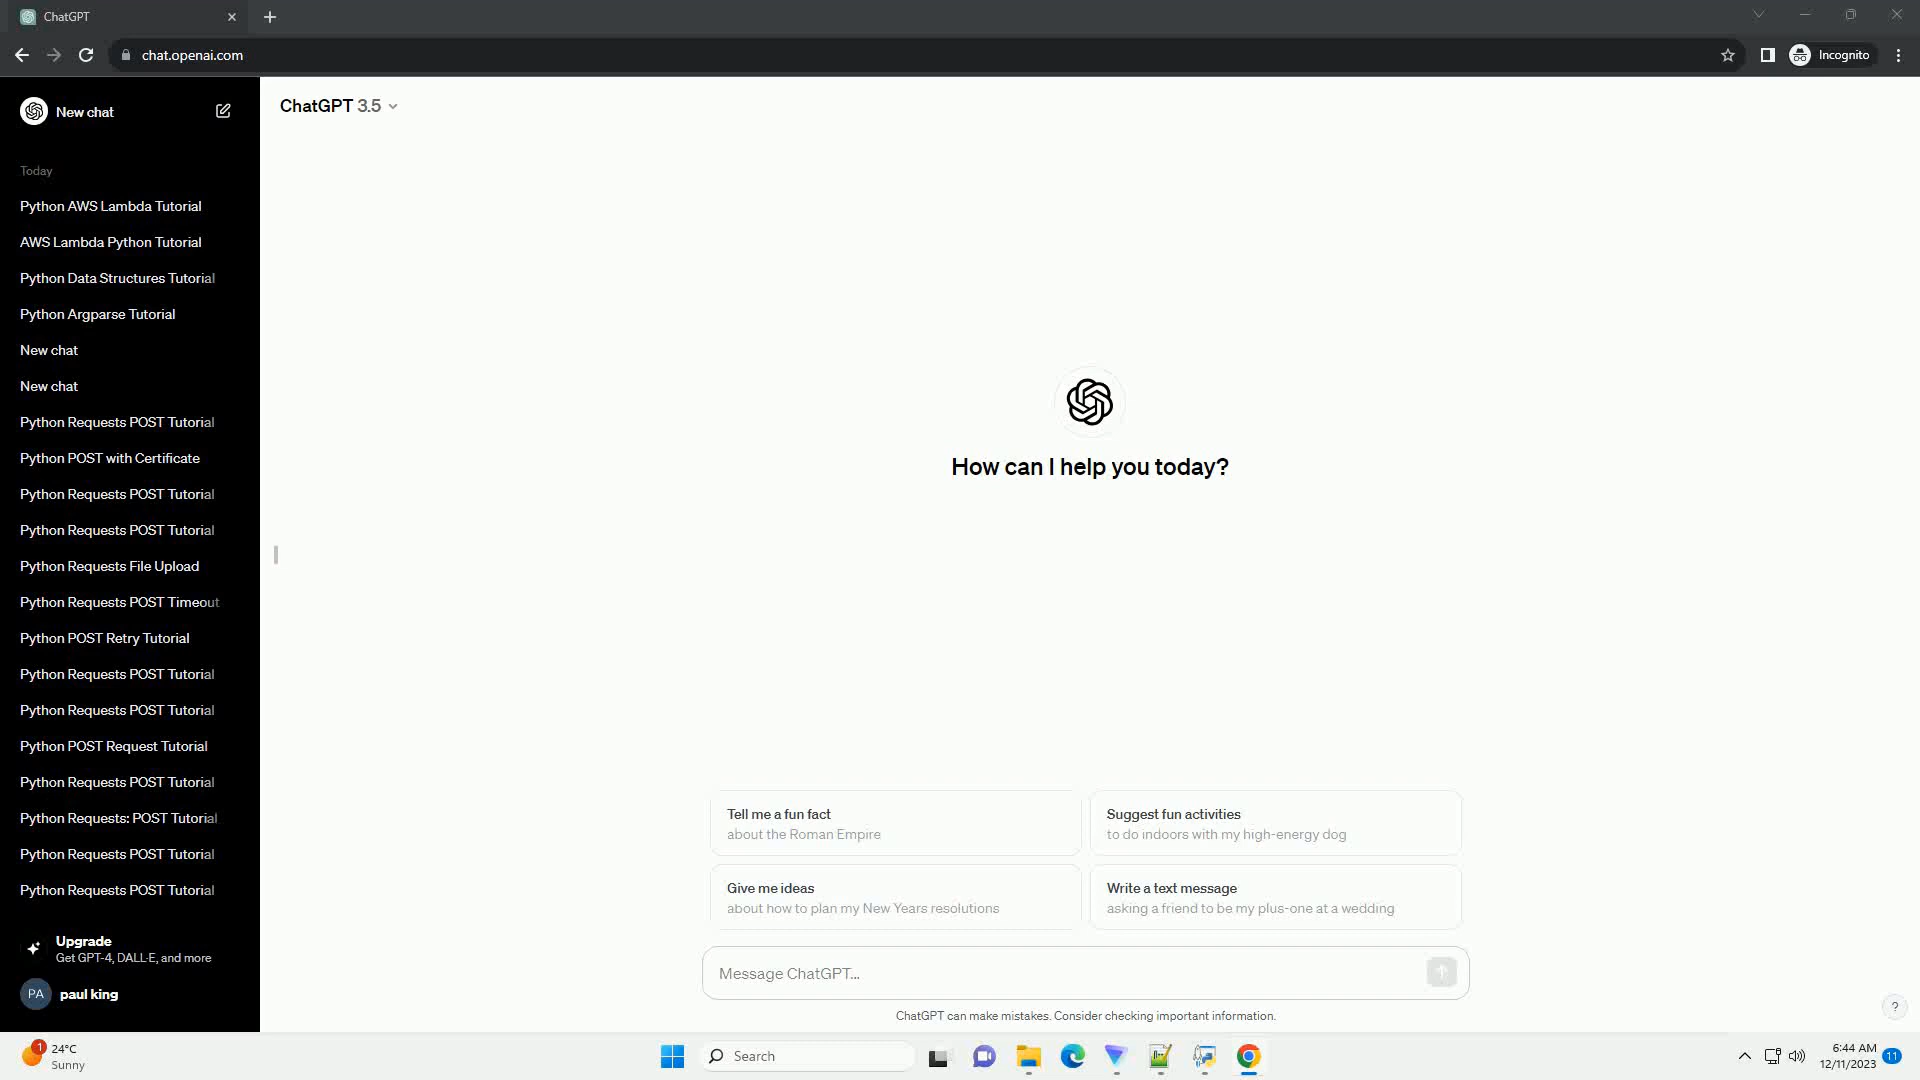 ChatGPT
chat.openai.com
Incognito
New chat
Today
Python AWS Lambda Tutorial
AWS Lambda Python Tutorial
Python Data Structures Tutorial
Python Argparse Tutorial
New chat
New chat
Python Requests POST Tutorial
Python POST with Certificate
Python Requests POST Tutorial
Python Requests POST Tutorial
Python Requests File Upload
Python Requests POST Timeout
Python POST Retry Tutorial
Python Requests POST Tutorial
Python Requests POST Tutorial
Python POST Request Tutorial
Python Requests POST Tutorial
Python Requests: POST Tutorial
Python Requests POST Tutorial
Python Requests POST Tutorial
Upgrade
Get GPT-4, DALL·E, and more
PA
paul king
ChatGPT 3.5
How can I help you today?
Tell me a fun fact
about the Roman Empire
Suggest fun activities
to do indoors with my high-energy dog
Give me ideas
about how to plan my New Years resolutions
Write a text message
asking a friend to be my plus-one at a wedding
Message ChatGPT...
ChatGPT can make mistakes. Consider checking important information.
?
1
24°C
Sunny
Search
6:44 AM
12/11/2023
11